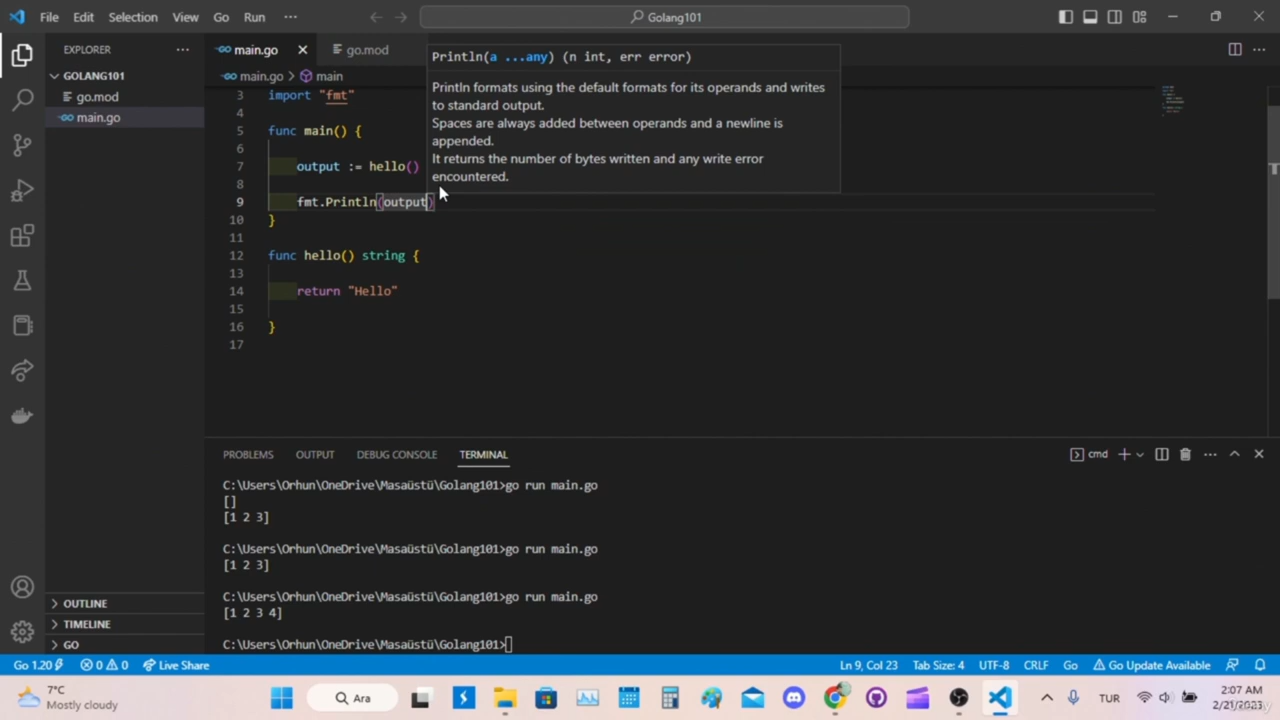 File Edit Selection View Go Run ···
Golang101
EXPLORER ···
main.go
go.mod
GOLANG101
go.mod
main.go
main.go > main
Println(a ...any) (n int, err error)
Println formats using the default formats for its operands and writes
to standard output.
Spaces are always added between operands and a newline is
appended.
It returns the number of bytes written and any write error
encountered.
3 import "fmt"
4
5 func main() {
6
7 output := hello()
8
9 fmt.Println(output)
10 }
11
12 func hello() string {
13
14 return "Hello"
15
16 }
17
PROBLEMS OUTPUT DEBUG CONSOLE TERMINAL
cmd
C:\Users\Orhun\OneDrive\Masaüstü\Golang101>go run main.go
[]
[1 2 3]
C:\Users\Orhun\OneDrive\Masaüstü\Golang101>go run main.go
[1 2 3]
C:\Users\Orhun\OneDrive\Masaüstü\Golang101>go run main.go
[1 2 3 4]
C:\Users\Orhun\OneDrive\Masaüstü\Golang101>
OUTLINE
TIMELINE
GO
Go 1.20 0 0 Live Share
Ln 9, Col 23 Tab Size: 4 UTF-8 CRLF Go Go Update Available
7°C
Mostly cloudy
Ara
TUR
2:07 AM
2/21/2023